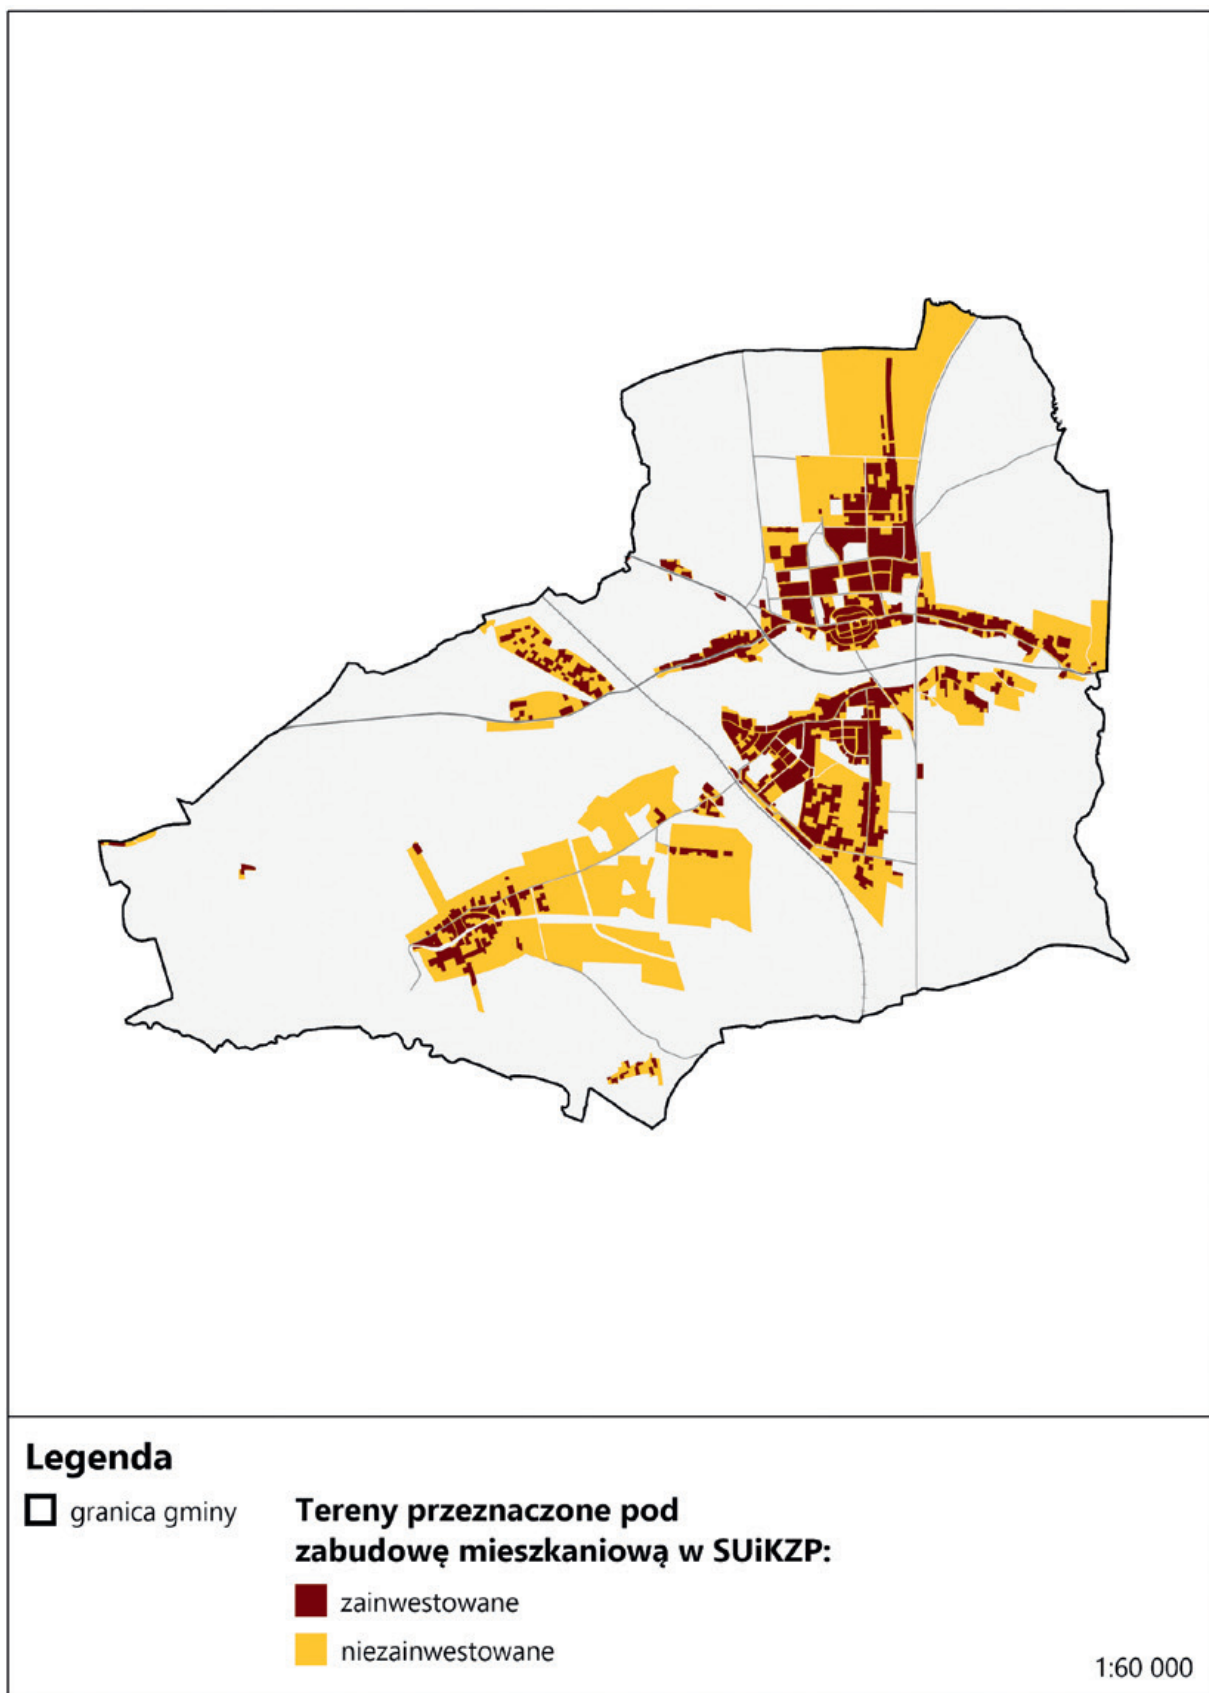 Legenda
granica gminy
Tereny przeznaczone pod
zabudowę mieszkaniową w SUiKZP:
zainwestowane
niezainwestowane
1:60 000